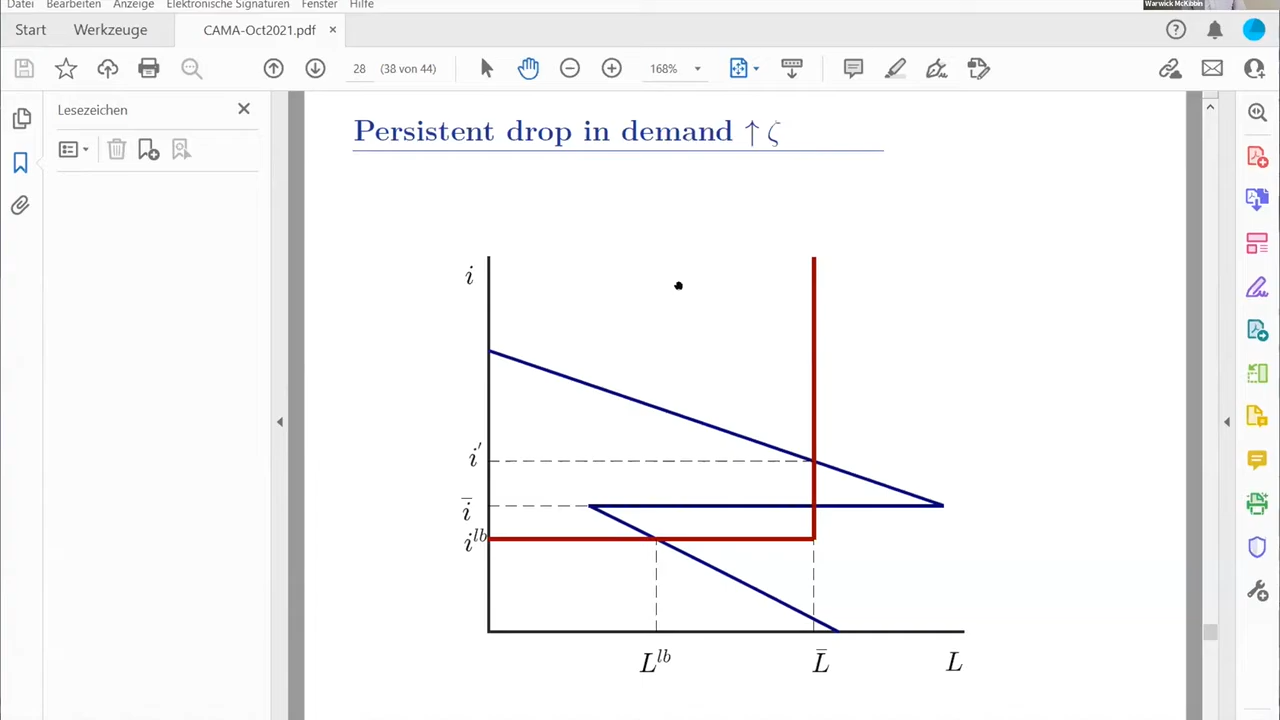 Warwick McKibbin
Datei Bearbeiten Anzeige Elektronische Signaturen Fenster Hilfe
Start Werkzeuge CAMA-Oct2021.pdf ×
28 (38 von 44) 168%
Lesezeichen
Persistent drop in demand ↑ ζ
i
i′
i̅
i^lb
L^lb L̅ L